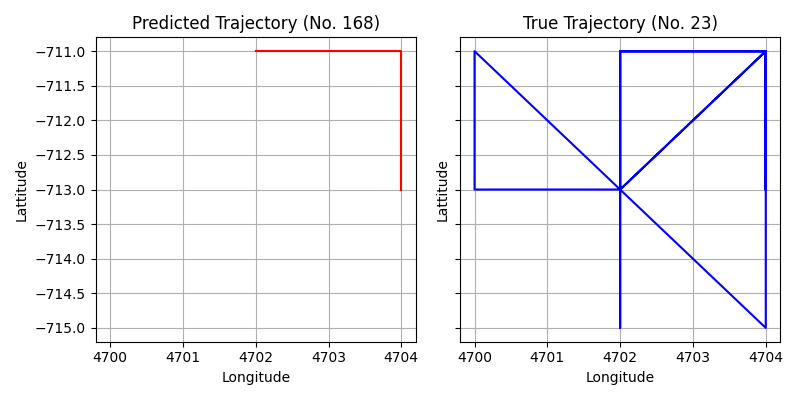 Predicted Trajectory (No. 168)
−711.0
−711.5
−712.0
−712.5
−713.0
−713.5
−714.0
−714.5
−715.0
Lattitude
4700 4701 4702 4703 4704
Longitude
True Trajectory (No. 23)
Lattitude
4700 4701 4702 4703 4704
Longitude